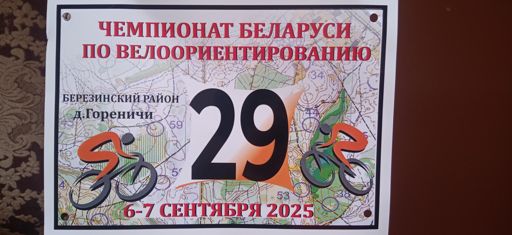 ЧЕМПИОНАТ БЕЛАРУСИ
ПО ВЕЛООРИЕНТИРОВАНИЮ
БЕРЕЗИНСКИЙ РАЙОН
д.Гореничи
29
6-7 СЕНТЯБРЯ 2025